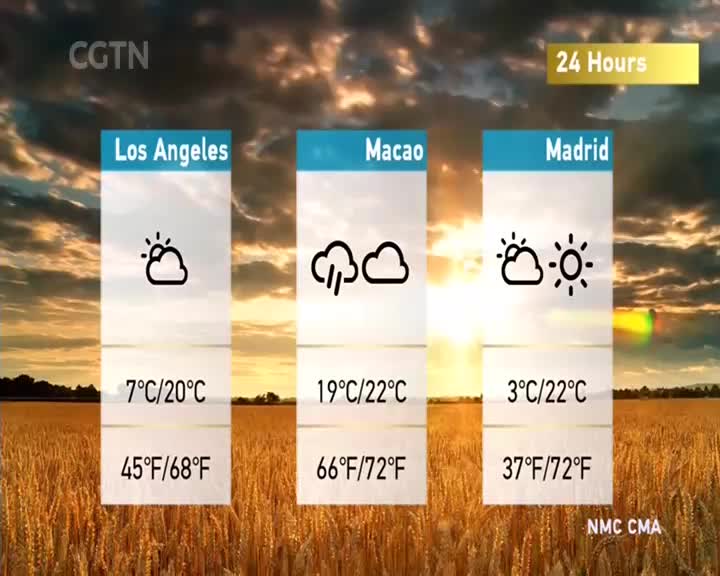 CGTN
24 Hours
Los Angeles
7°C/20°C
45°F/68°F
Macao
19°C/22°C
66°F/72°F
Madrid
3°C/22°C
37°F/72°F
NMC CMA